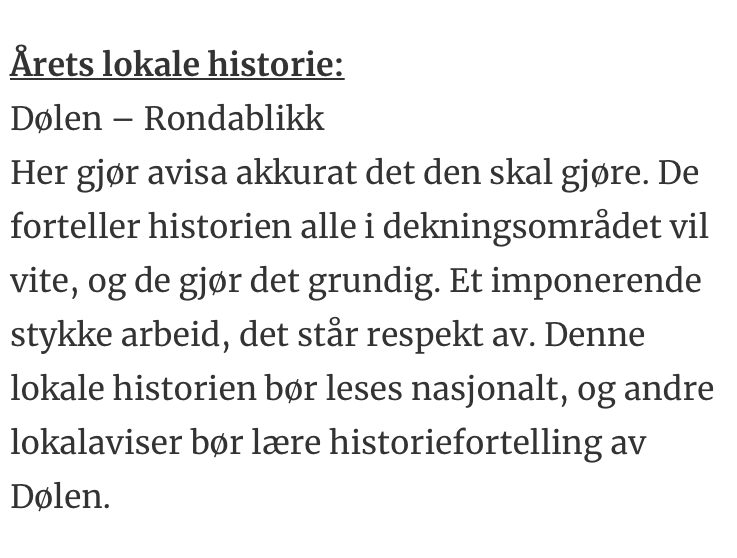 Årets lokale historie:
Dølen – Rondablikk
Her gjør avisa akkurat det den skal gjøre. De
forteller historien alle i dekningsområdet vil
vite, og de gjør det grundig. Et imponerende
stykke arbeid, det står respekt av. Denne
lokale historien bør leses nasjonalt, og andre
lokalaviser bør lære historiefortelling av
Dølen.